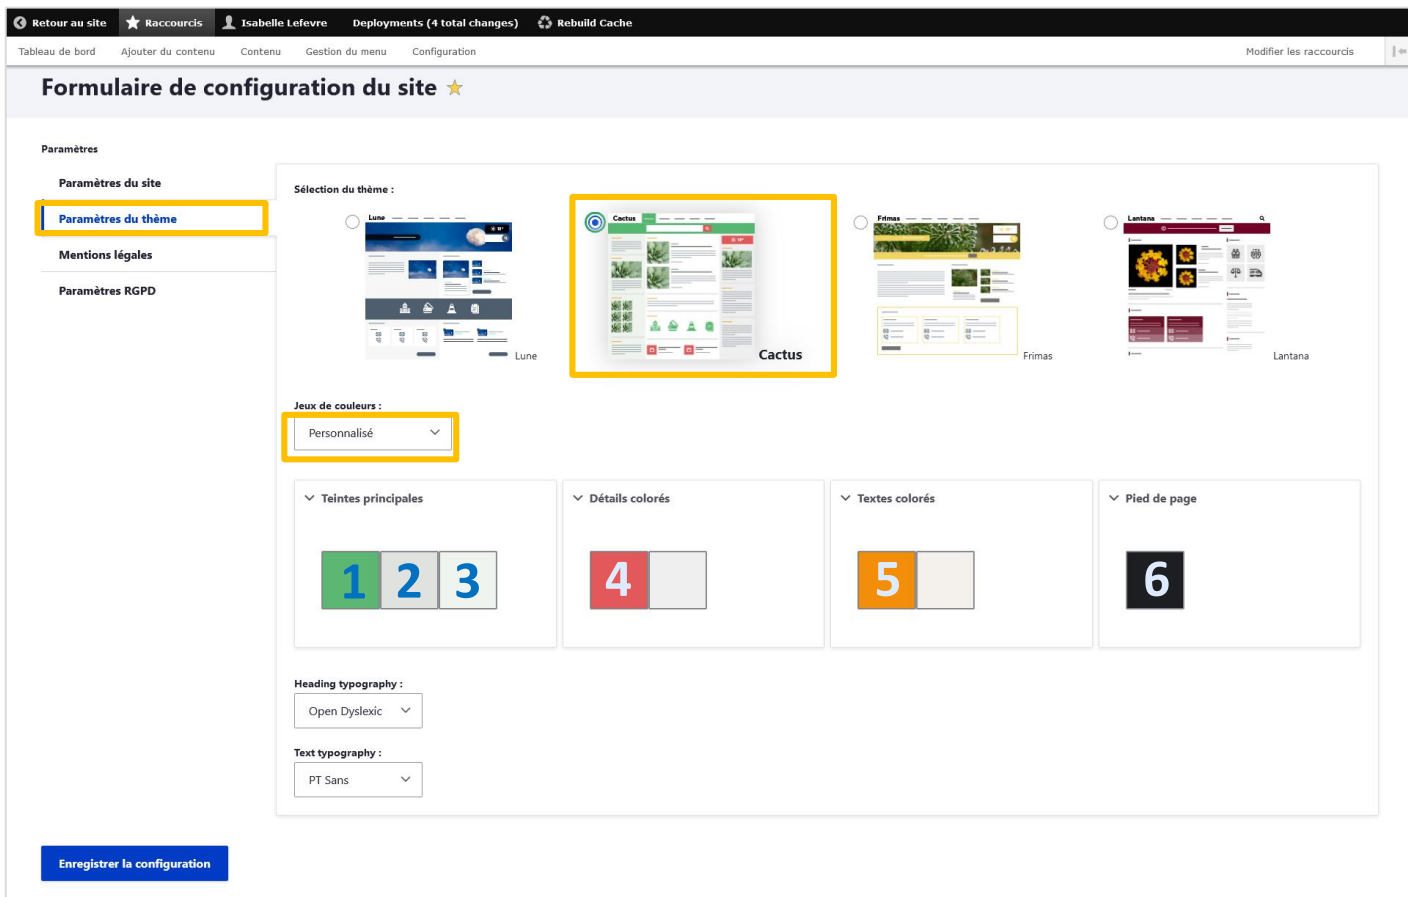 Retour au site Raccourcis Isabelle Lefevre Deployments (4 total changes) Rebuild Cache
Tableau de bord Ajouter du contenu Contenu Gestion du menu Configuration Modifier les raccourcis
Formulaire de configuration du site
Paramètres
Paramètres du site
Paramètres du thème
Mentions légales
Paramètres RGPD
Sélection du thème :
Lune
Cactus
Frimas
Lantana
Lune
Cactus
Frimas
Lantana
Jeux de couleurs :
Personnalisé
Teintes principales
Détails colorés
Textes colorés
Pied de page
1 2 3
4
5
6
Heading typography :
Open Dyslexic
Text typography :
PT Sans
Enregistrer la configuration